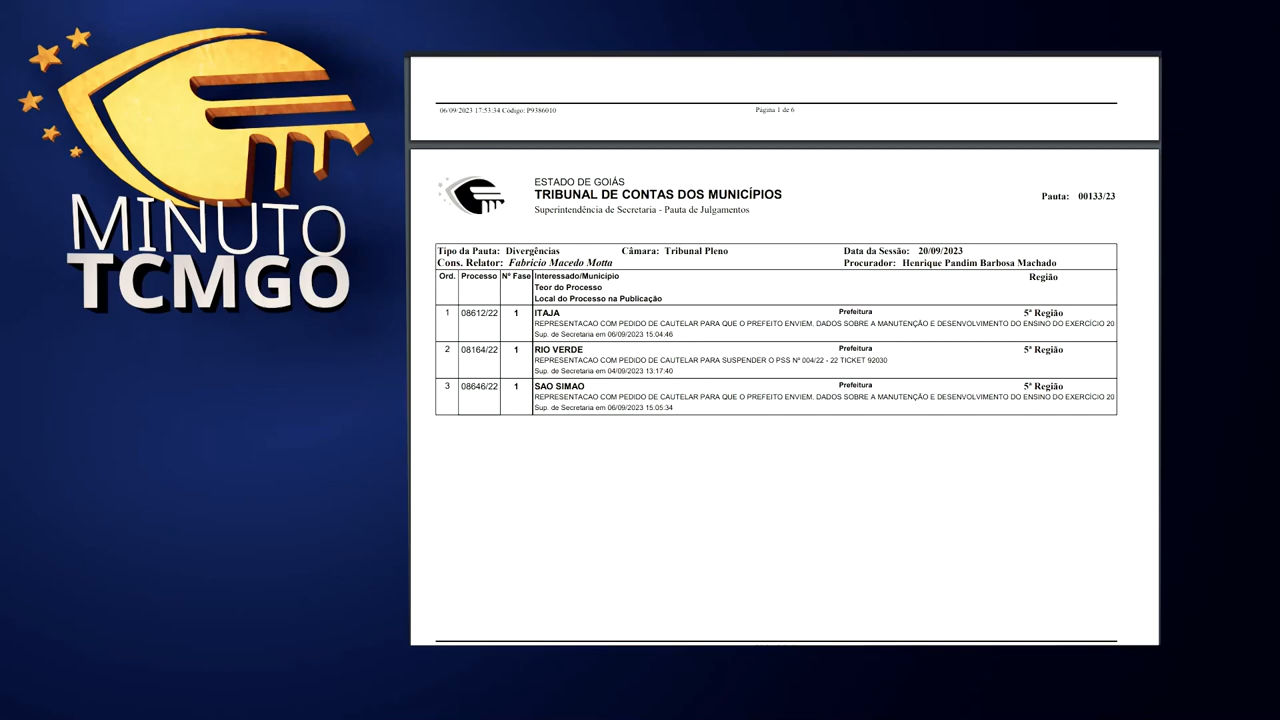 MINUTO
TCMGO
06/09/2023 17:53:34 Código: P9386010 Página 1 de 6
ESTADO DE GOIÁS
TRIBUNAL DE CONTAS DOS MUNICÍPIOS
Superintendência de Secretaria - Pauta de Julgamentos
Pauta: 00133/23
Tipo da Pauta: Divergências Câmara: Tribunal Pleno Data da Sessão: 20/09/2023
Cons. Relator: Fabricio Macedo Motta Procurador: Henrique Pandim Barbosa Machado
Ord. Processo Nº Fase Interessado/Município Região
Teor do Processo
Local do Processo na Publicação
1 08612/22 1 ITAJA Prefeitura 5ª Região
REPRESENTACAO COM PEDIDO DE CAUTELAR PARA QUE O PREFEITO ENVIEM. DADOS SOBRE A MANUTENÇÃO E DESENVOLVIMENTO DO ENSINO DO EXERCÍCIO 20
Sup. de Secretaria em 06/09/2023 15:04:46
2 08164/22 1 RIO VERDE Prefeitura 5ª Região
REPRESENTACAO COM PEDIDO DE CAUTELAR PARA SUSPENDER O PSS Nº 004/22 - 22 TICKET 92030
Sup. de Secretaria em 04/09/2023 13:17:40
3 08646/22 1 SAO SIMAO Prefeitura 5ª Região
REPRESENTACAO COM PEDIDO DE CAUTELAR PARA QUE O PREFEITO ENVIEM. DADOS SOBRE A MANUTENÇÃO E DESENVOLVIMENTO DO ENSINO DO EXERCÍCIO 20
Sup. de Secretaria em 06/09/2023 15:05:34